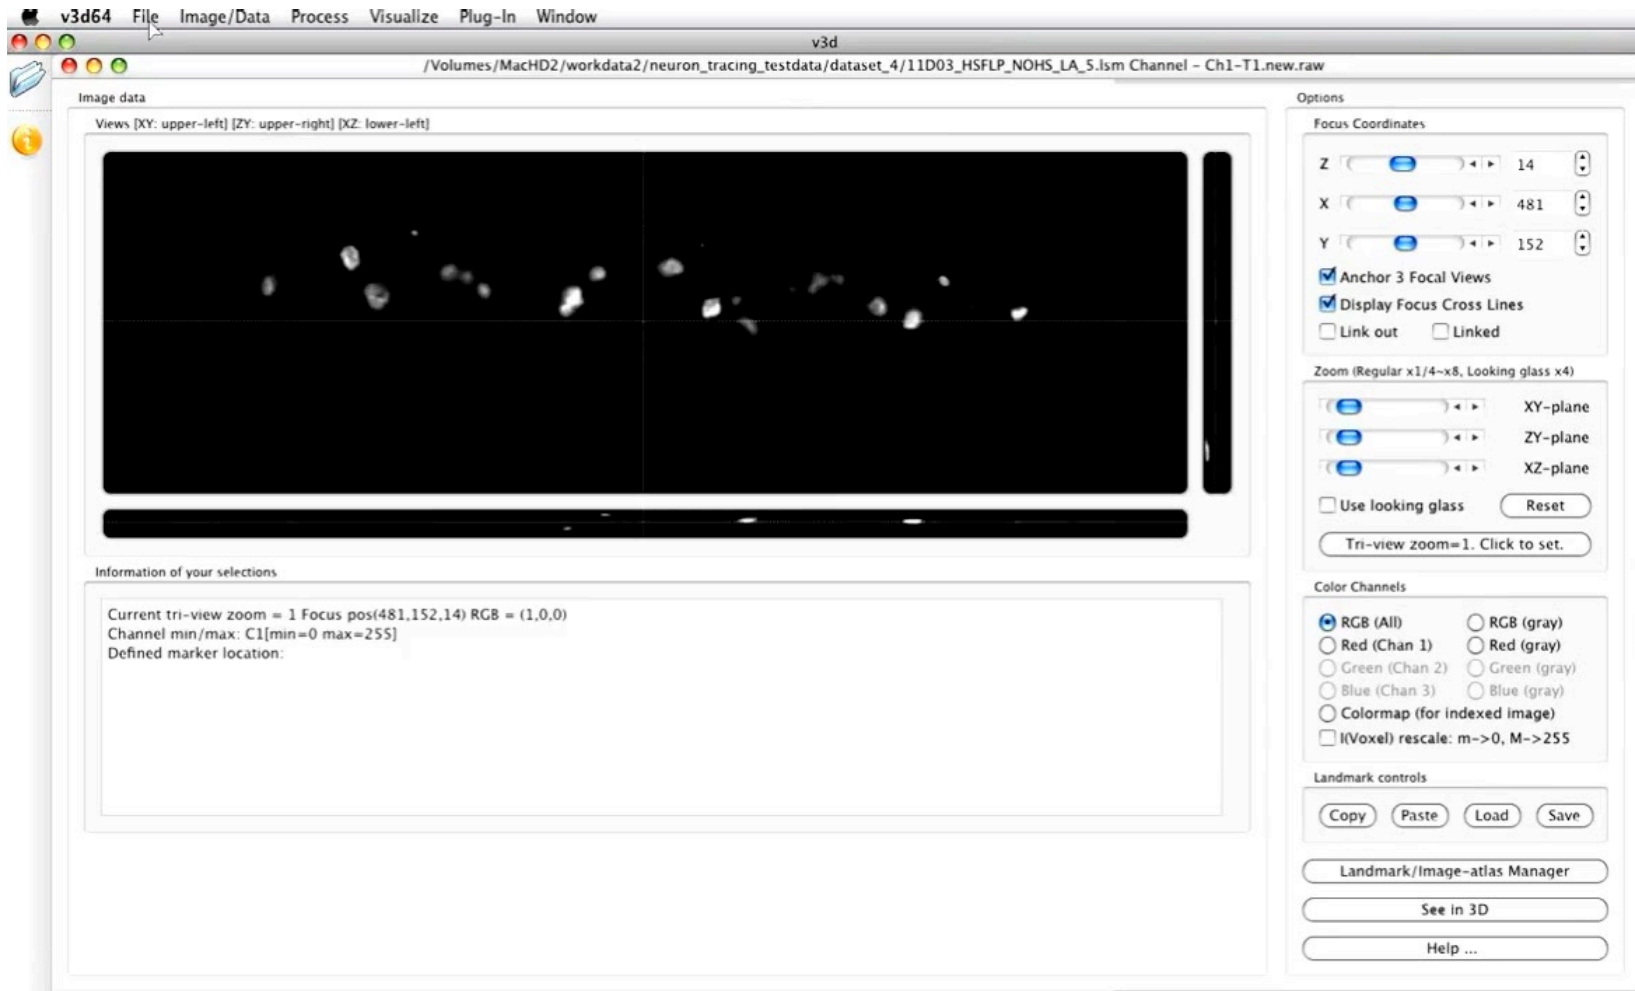 v3d64 File Image/Data Process Visualize Plug-In Window
v3d
/Volumes/MacHD2/workdata2/neuron_tracing_testdata/dataset_4/11D03_HSFLP_NOHS_LA_5.lsm Channel - Ch1-T1.new.raw
Image data
Views [XY: upper-left] [ZY: upper-right] [XZ: lower-left]
Information of your selections
Current tri-view zoom = 1 Focus pos(481,152,14) RGB = (1,0,0)
Channel min/max: C1[min=0 max=255]
Defined marker location:
Options
Focus Coordinates
Z 14
X 481
Y 152
Anchor 3 Focal Views
Display Focus Cross Lines
Link out Linked
Zoom (Regular x1/4~x8, Looking glass x4)
XY-plane
ZY-plane
XZ-plane
Use looking glass Reset
Tri-view zoom=1. Click to set.
Color Channels
RGB (All) RGB (gray)
Red (Chan 1) Red (gray)
Green (Chan 2) Green (gray)
Blue (Chan 3) Blue (gray)
Colormap (for indexed image)
I(Voxel) rescale: m->0, M->255
Landmark controls
Copy Paste Load Save
Landmark/Image-atlas Manager
See in 3D
Help ...